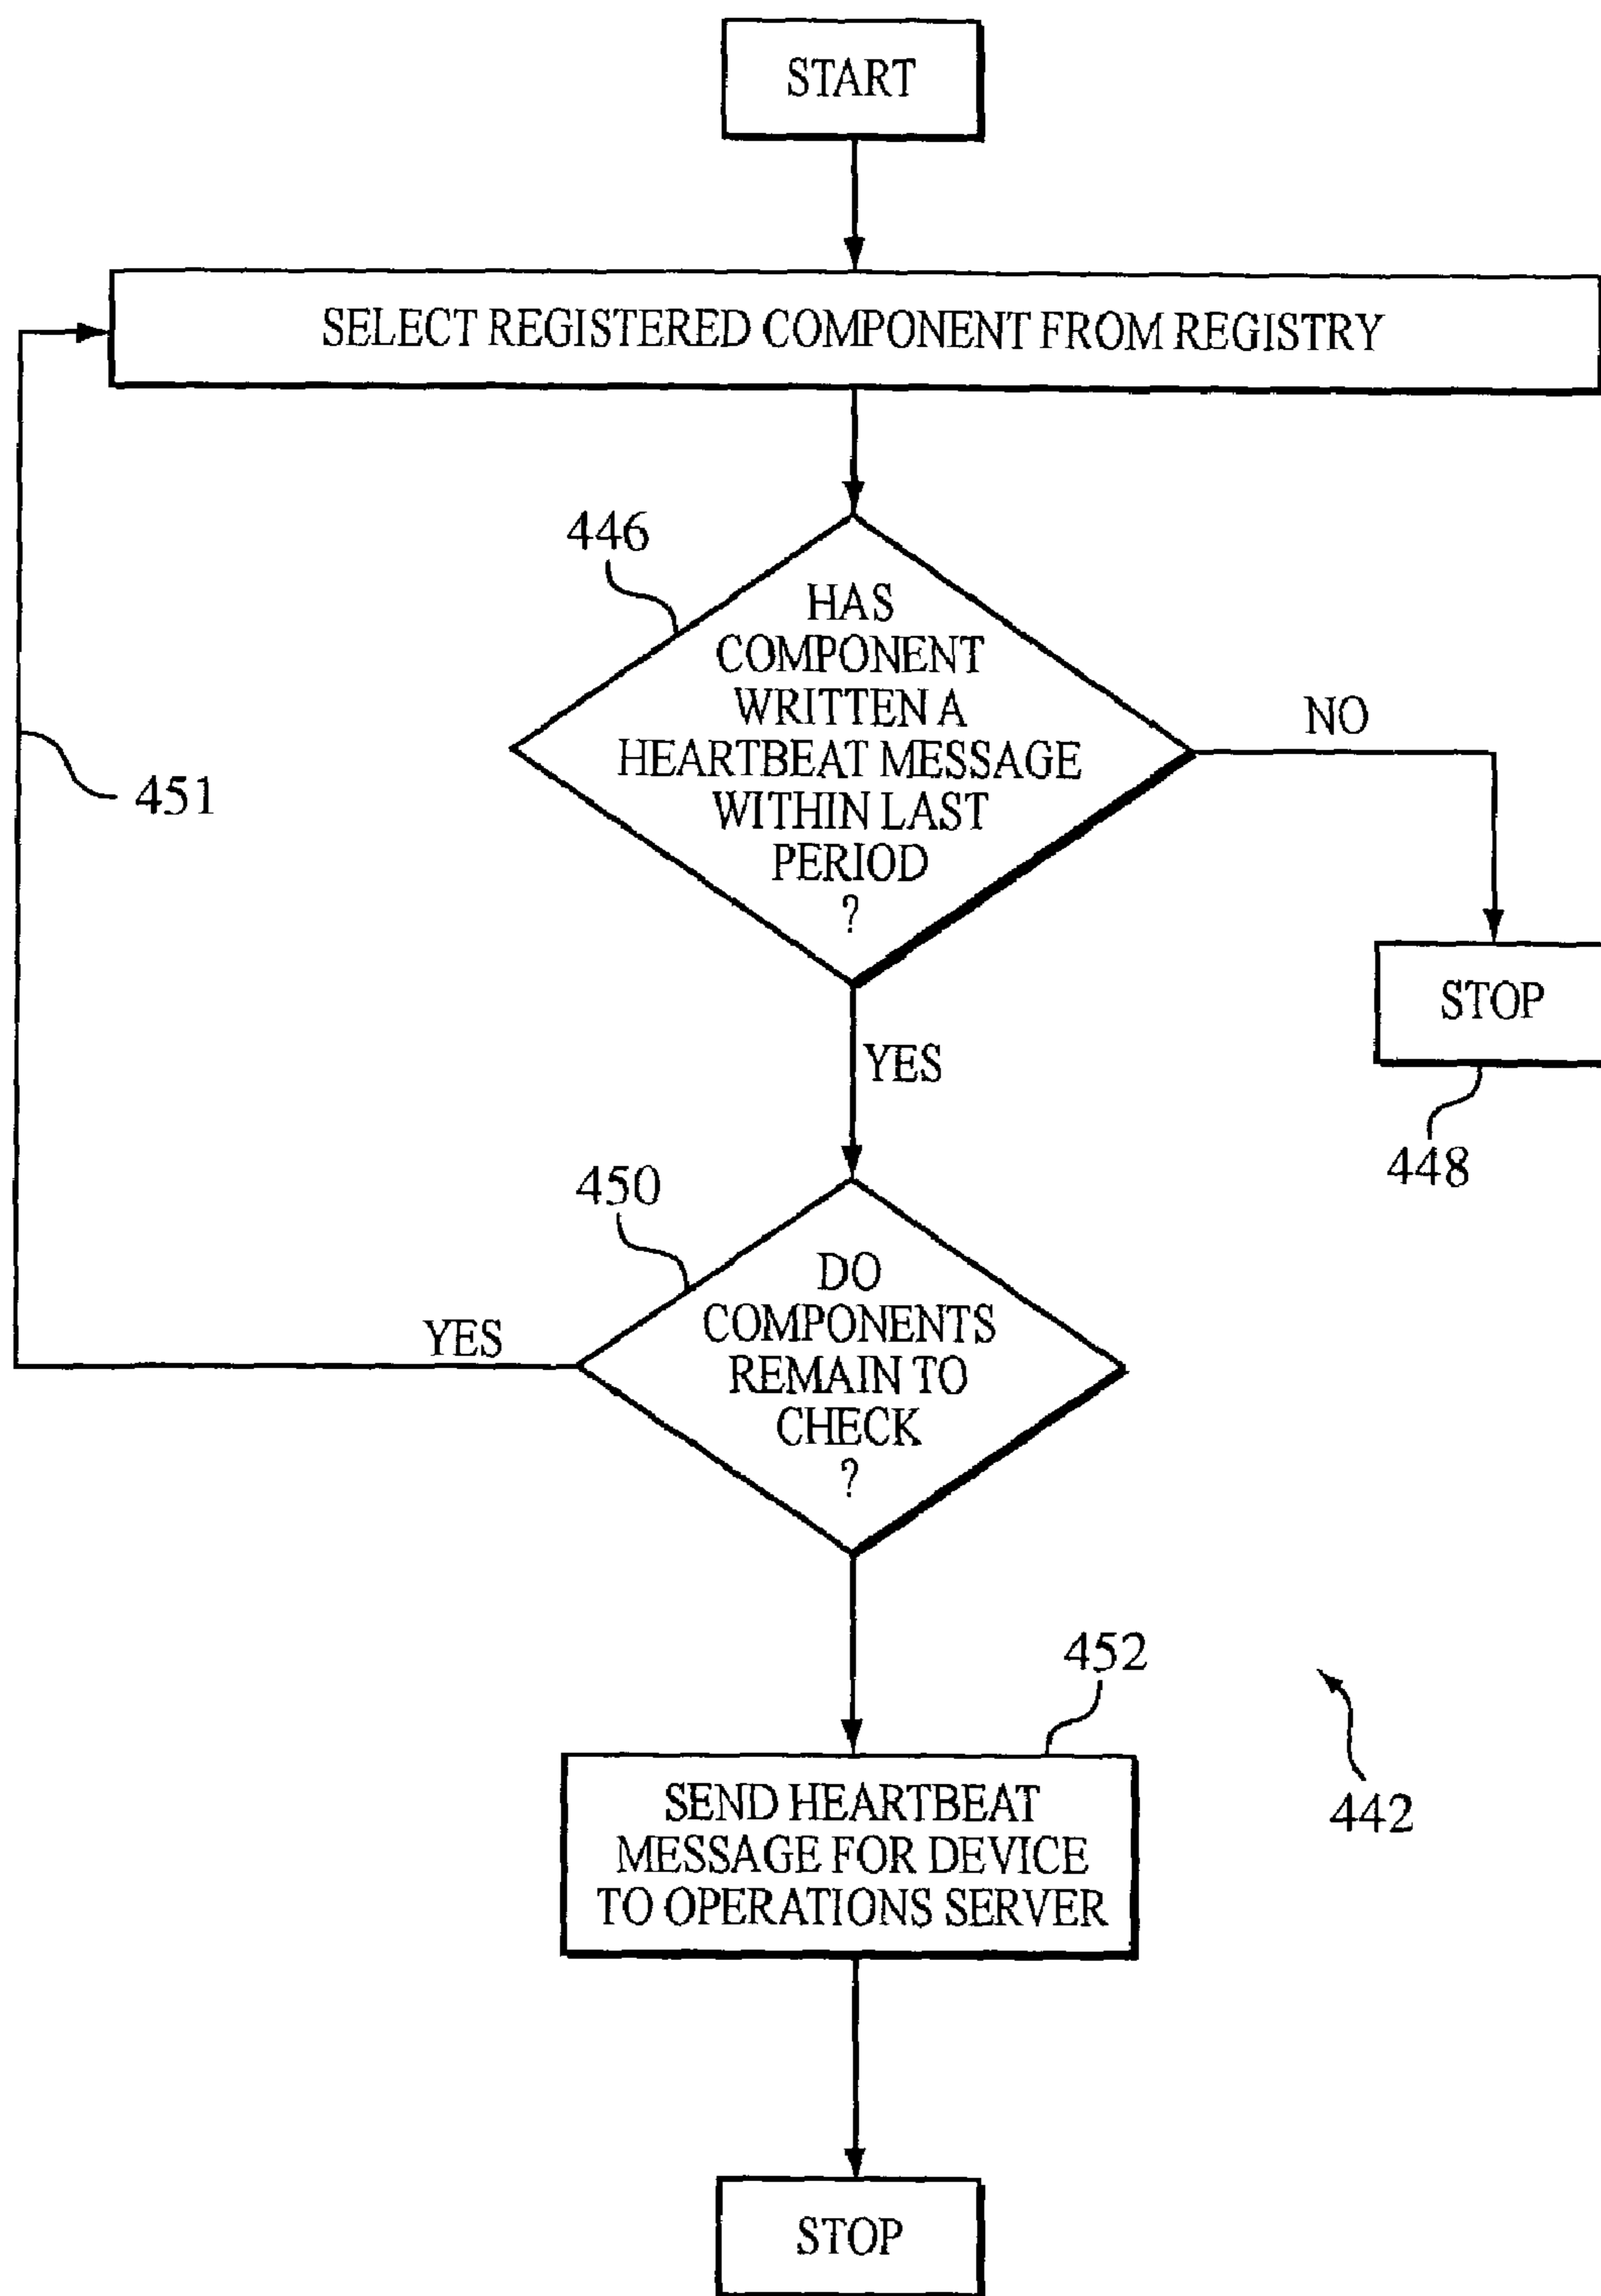 START
SELECT REGISTERED COMPONENT FROM REGISTRY
446
HAS
COMPONENT
WRITTEN A
HEARTBEAT MESSAGE
WITHIN LAST
PERIOD
?
NO
451
STOP
448
YES
450
DO
COMPONENTS
REMAIN TO
CHECK
?
YES
452
SEND HEARTBEAT
MESSAGE FOR DEVICE
TO OPERATIONS SERVER
442
STOP